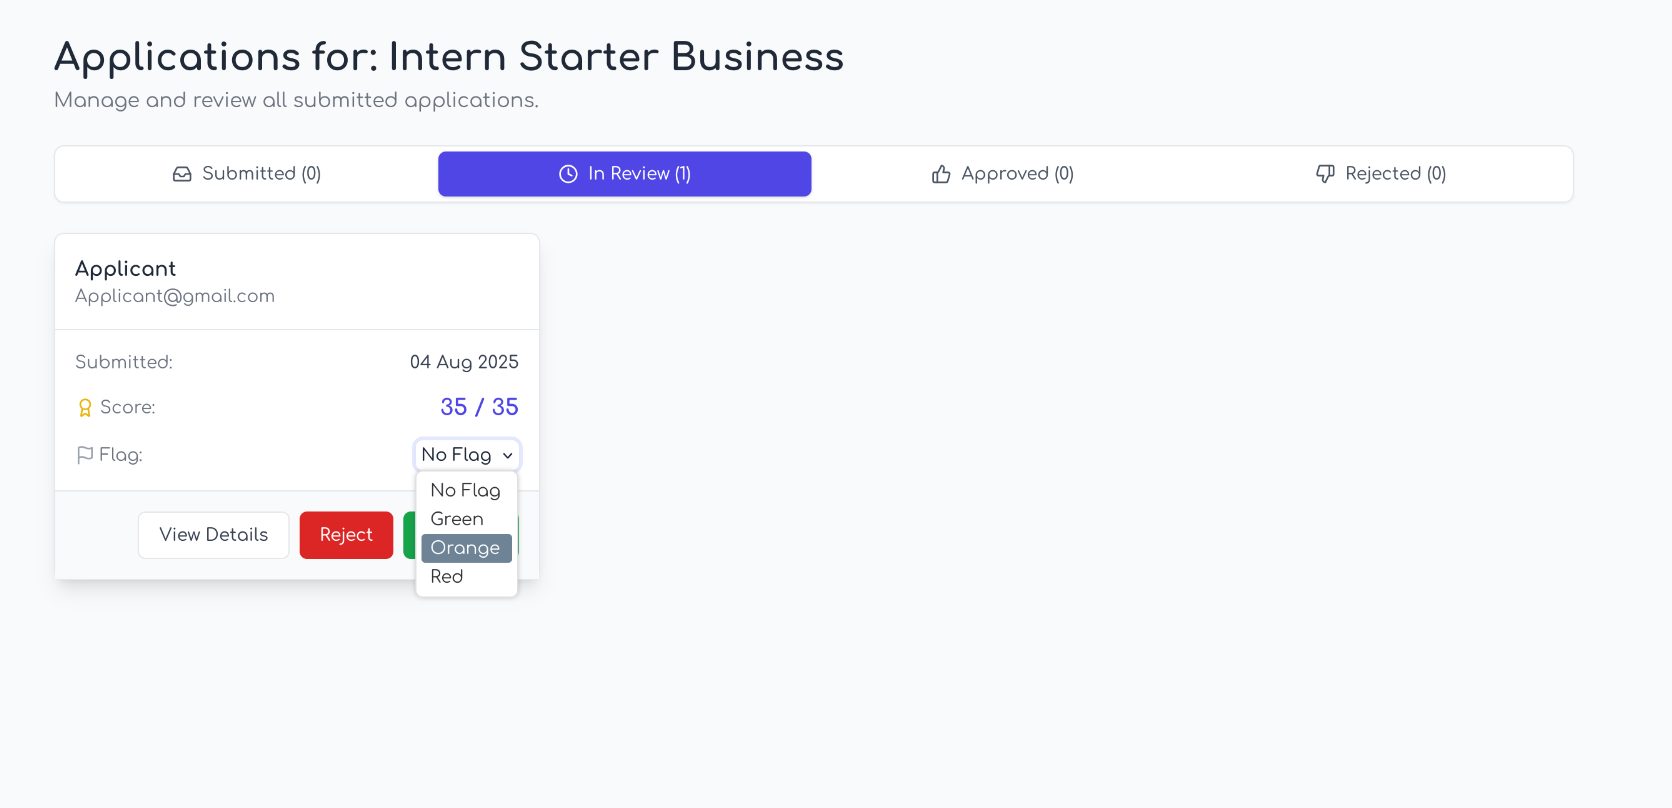 Applications for: Intern Starter Business
Manage and review all submitted applications.
Submitted (0)
In Review (1)
Approved (0)
Rejected (0)
Applicant
Applicant@gmail.com
Submitted: 04 Aug 2025
Score: 35 / 35
Flag: No Flag
No Flag
Green
Orange
Red
View Details
Reject